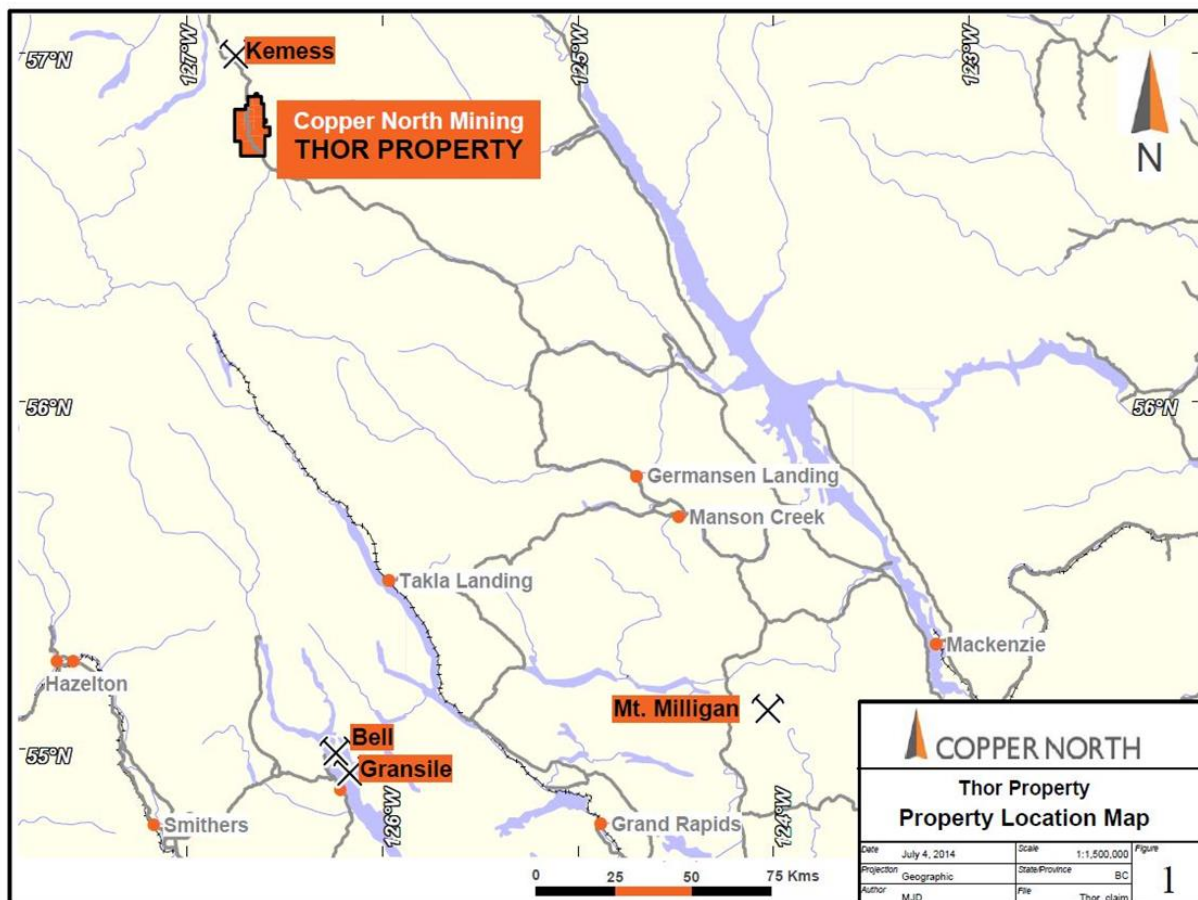 57°N
127°W
125°W
123°W
Kemess
Copper North Mining
THOR PROPERTY
N
56°N
56°N
Germansen Landing
Manson Creek
Takla Landing
Mackenzie
Hazelton
Mt. Milligan
Bell
55°N
Gransile
Smithers
126°W
Grand Rapids
124°W
0 25 50 75 Kms
COPPER NORTH
Thor Property
Property Location Map
Date July 4, 2014 Scale 1:1,500,000 Figure
Projection Geographic State/Province BC 1
Author MJD File Thor_claim